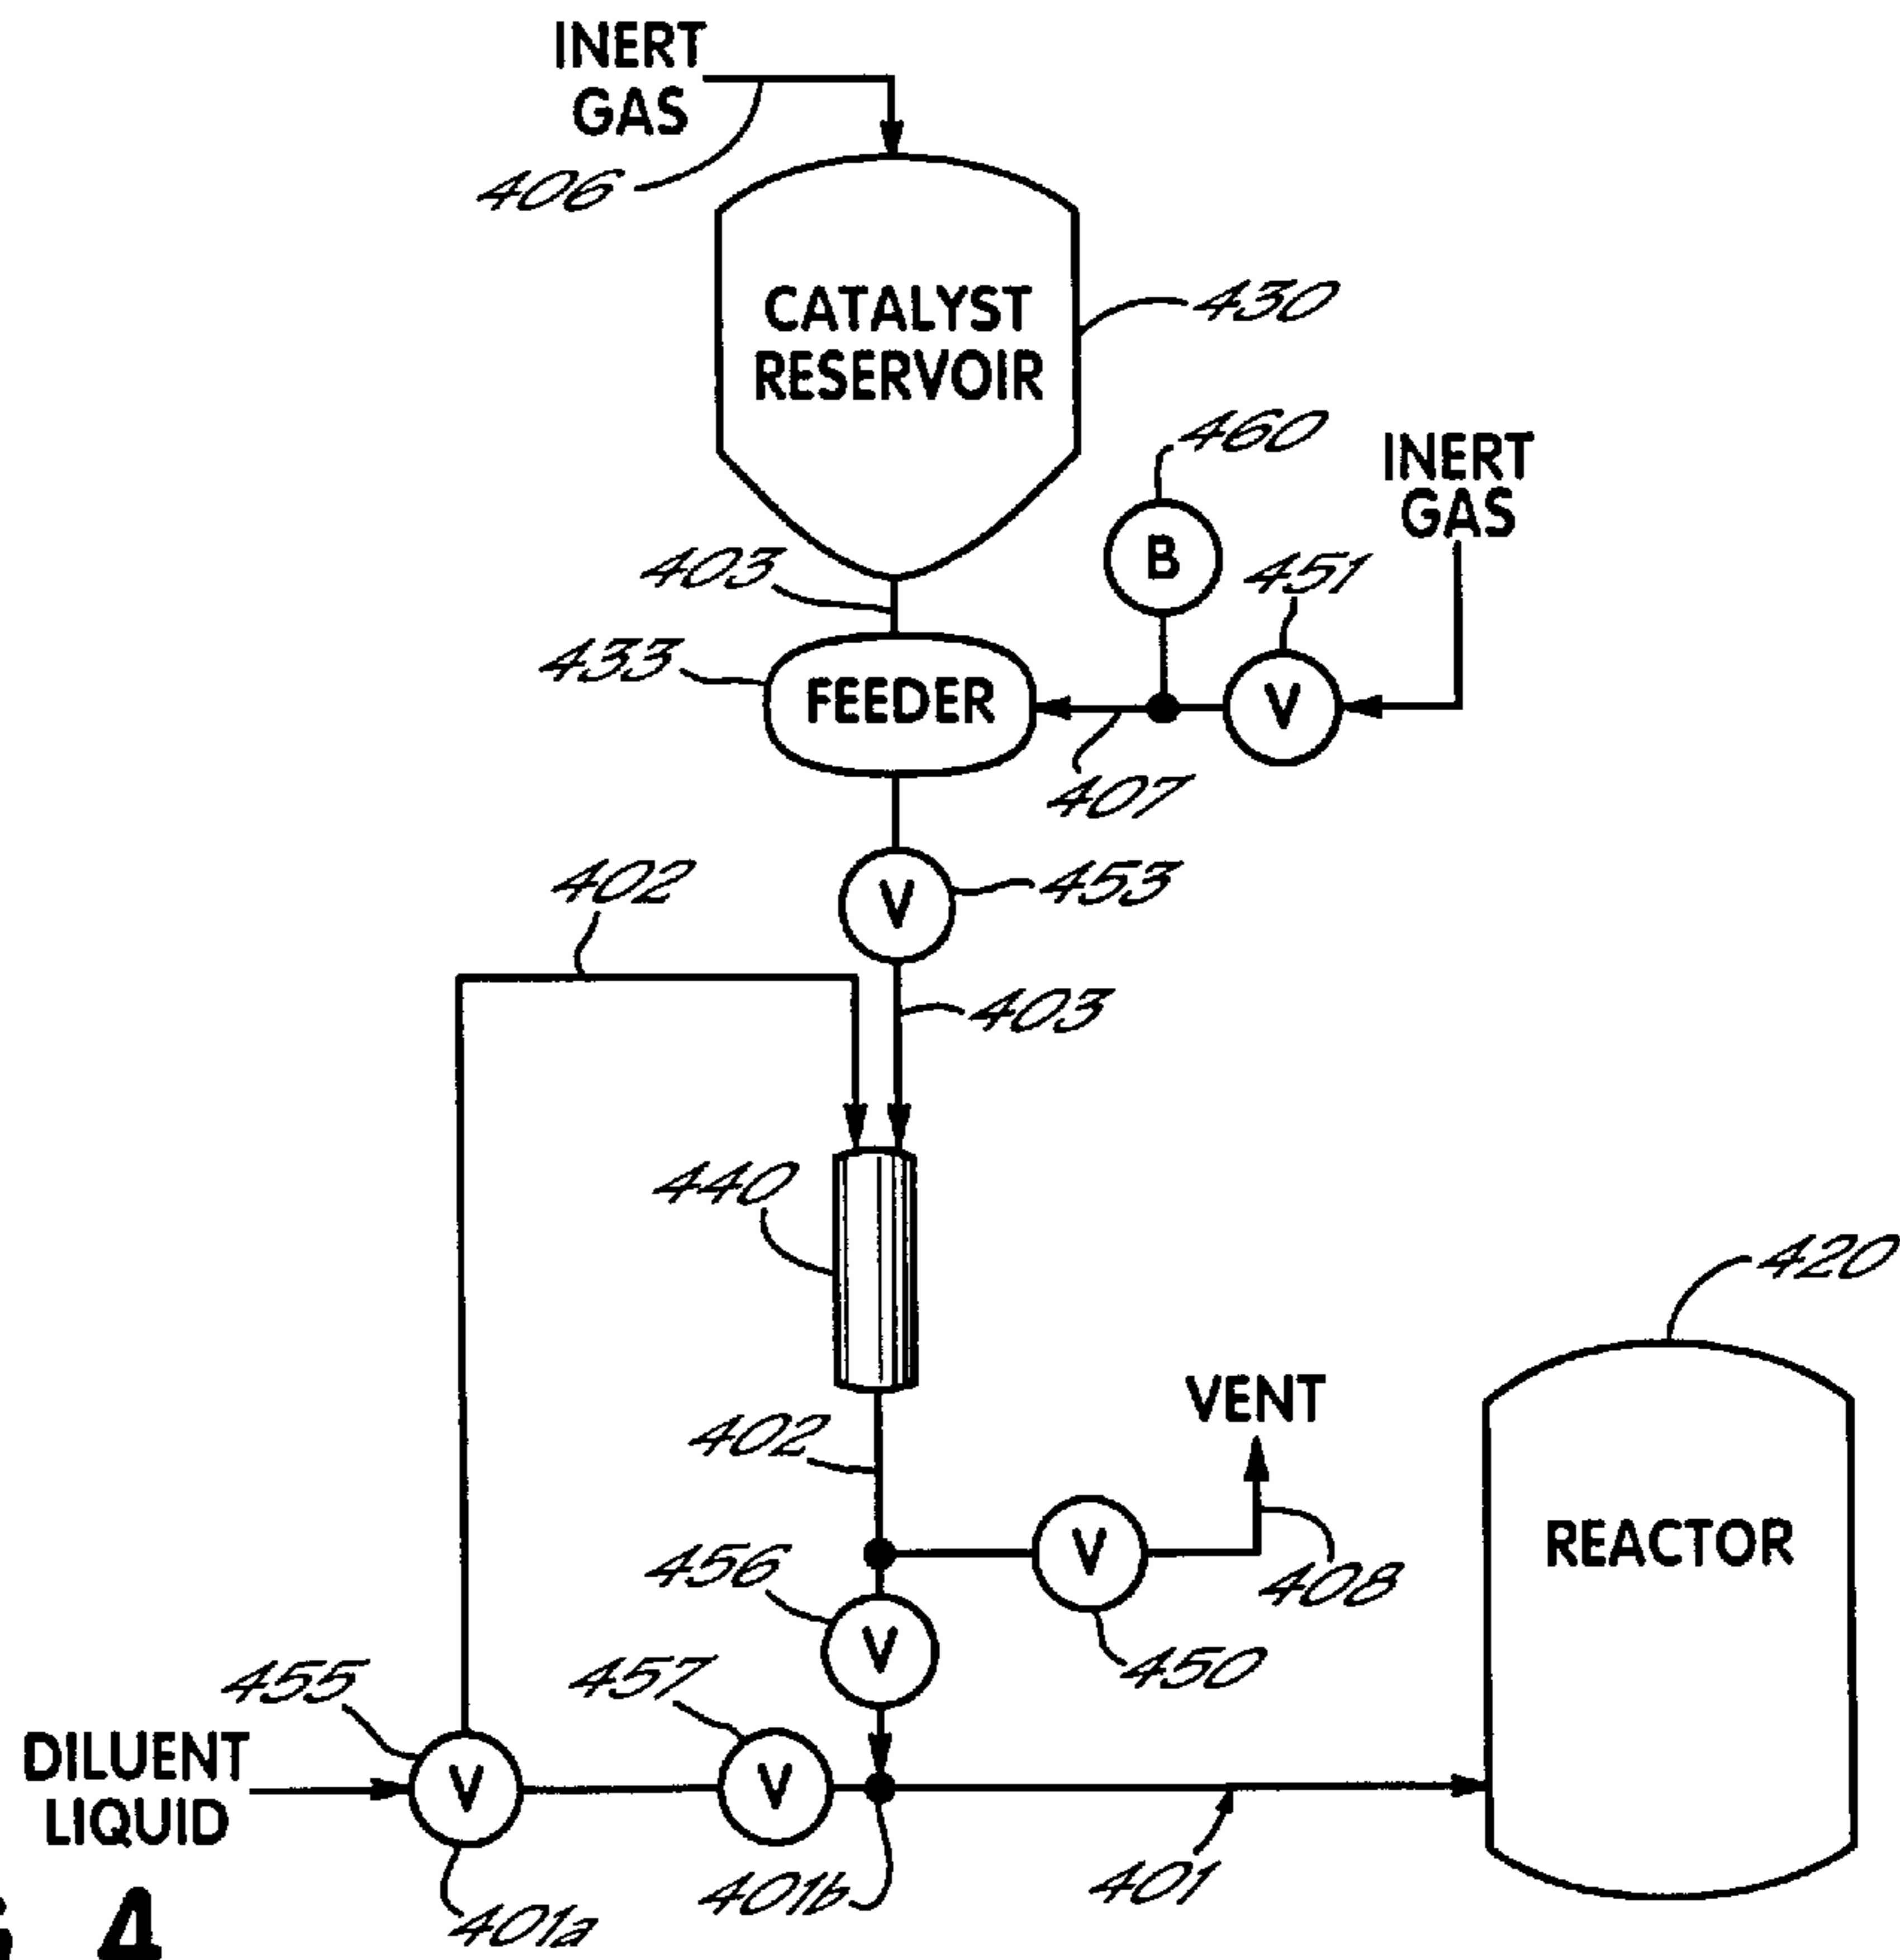 INERT
GAS
406
CATALYST
RESERVOIR
430
460
INERT
GAS
B
403
451
433
FEEDER
V
407
402
V
453
403
440
420
VENT
402
REACTOR
456
V
408
V
450
455
457
DILUENT
LIQUID
V
V
401b
401
401a
4